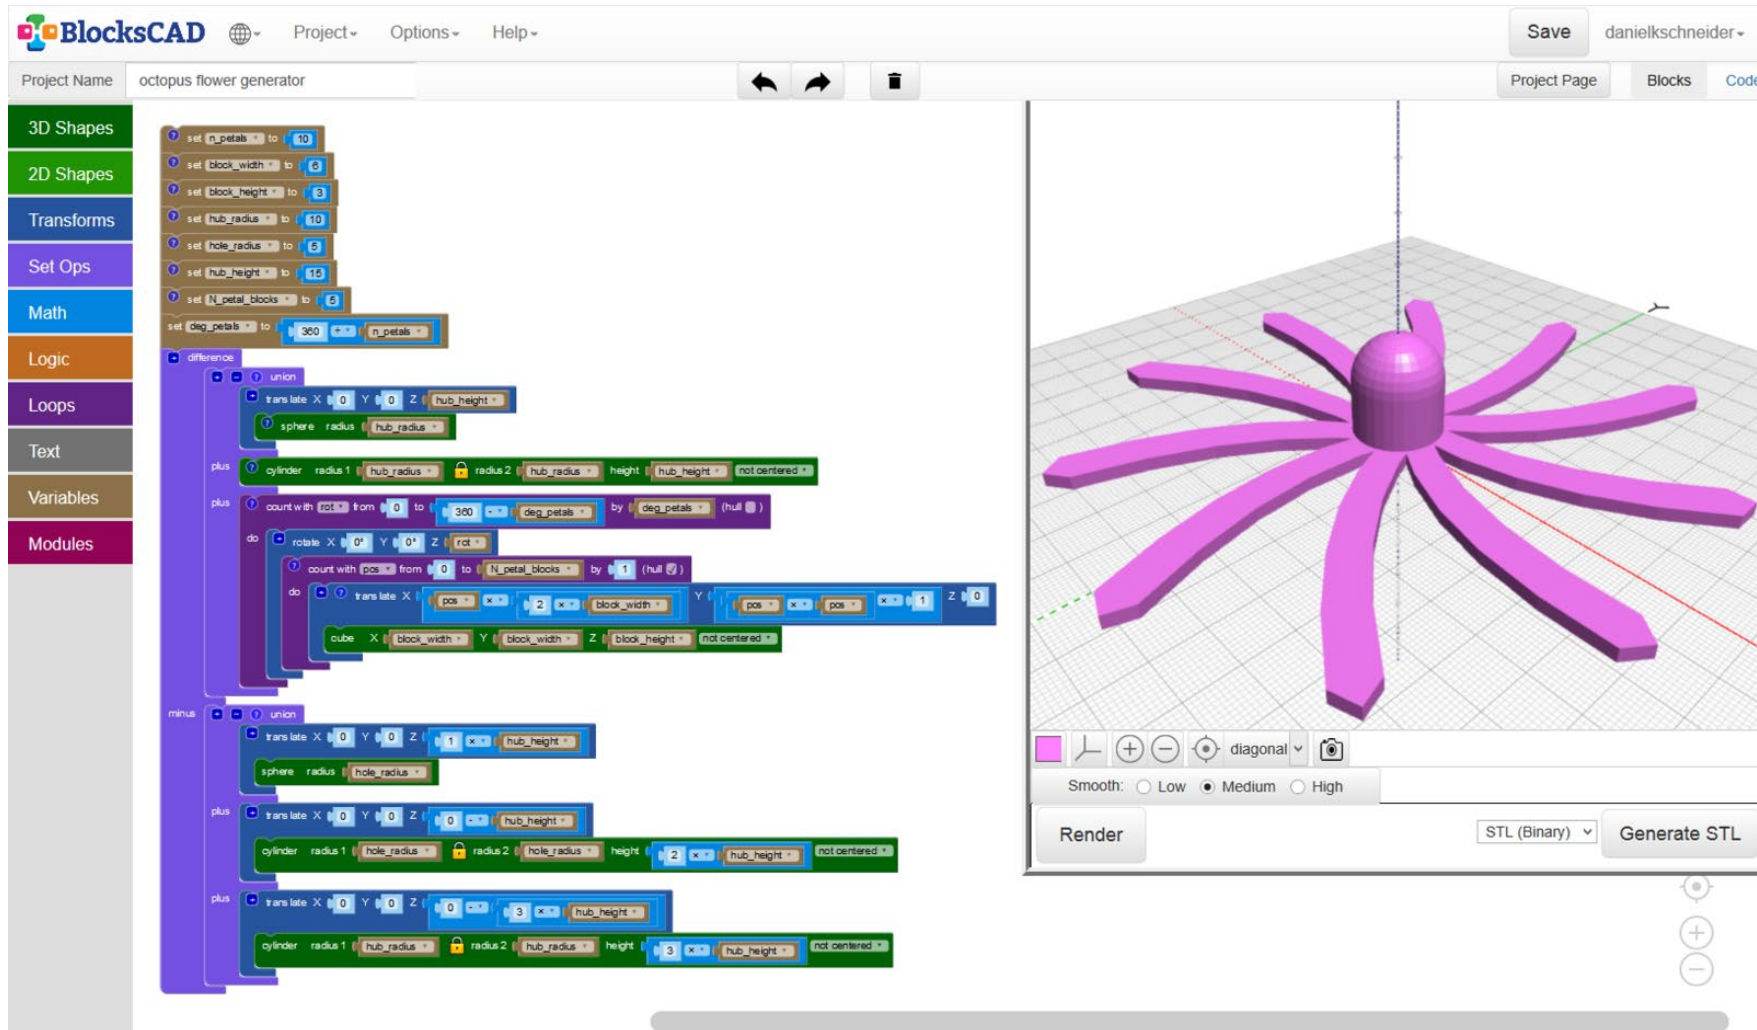 BlocksCAD Project Options Help Save danielkschneider
Project Name octopus flower generator Project Page Blocks Code
3D Shapes
2D Shapes
Transforms
Set Ops
Math
Logic
Loops
Text
Variables
Modules
? set n_petals to 10
? set block_width to 6
? set block_height to 3
? set hub_radius to 10
? set hole_radius to 5
? set hub_height to 15
? set N_petal_blocks to 5
set deg_petals to 360 ÷ n_petals
+ difference
+ - ? union
+ translate X 0 Y 0 Z hub_height
? sphere radius hub_radius
plus ? cylinder radius 1 hub_radius radius 2 hub_radius height hub_height not centered
plus ? count with rot from 0 to 360 - deg_petals by deg_petals (hull )
do + rotate X 0° Y 0° Z rot
? count with pos from 0 to N_petal_blocks by 1 (hull )
do + ? translate X pos × 2 × block_width Y pos × pos × 1 Z 0
cube X block_width Y block_width Z block_height not centered
minus + - ? union
+ translate X 0 Y 0 Z 1 × hub_height
sphere radius hole_radius
plus + translate X 0 Y 0 Z 0 - hub_height
cylinder radius 1 hole_radius radius 2 hole_radius height 2 × hub_height not centered
plus + translate X 0 Y 0 Z 0 - 3 × hub_height
cylinder radius 1 hub_radius radius 2 hub_radius height 3 × hub_height not centered
Y
diagonal
Smooth: Low Medium High
Render STL (Binary) Generate STL